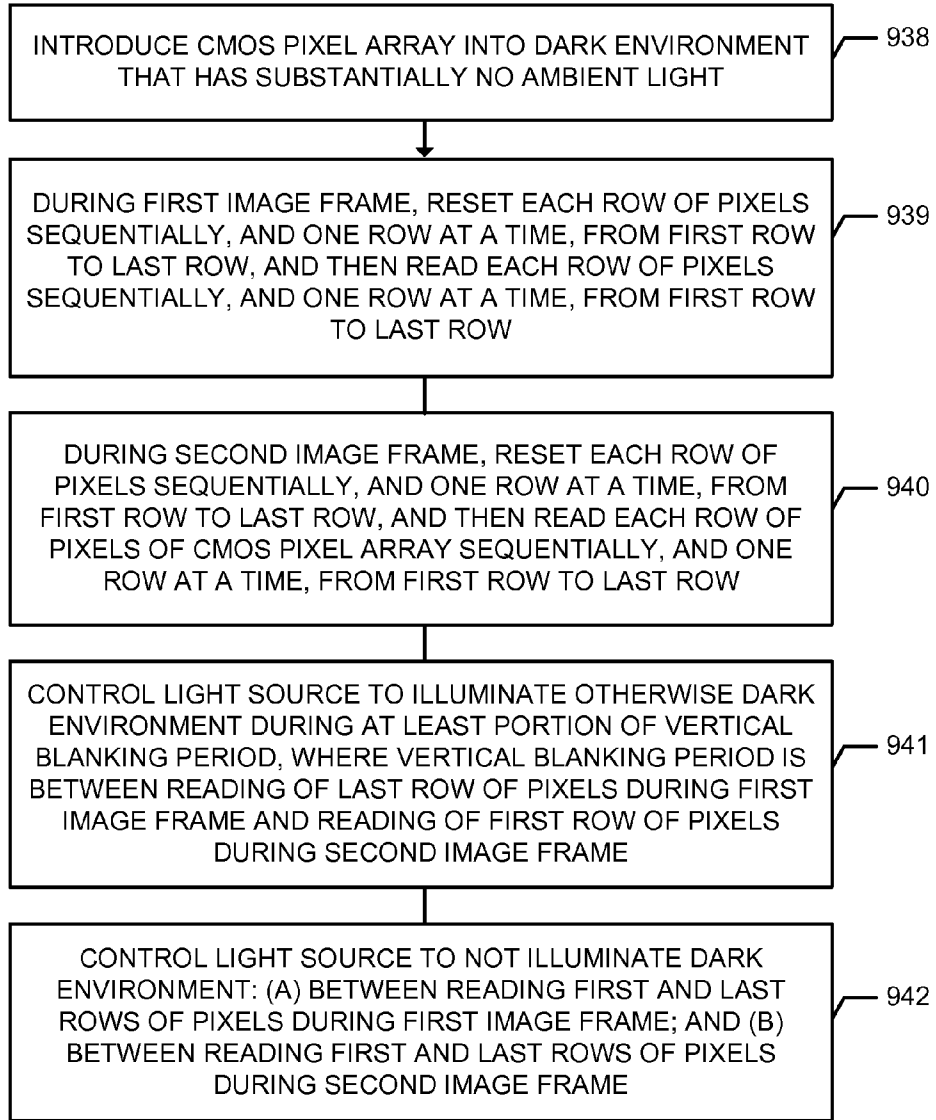 INTRODUCE CMOS PIXEL ARRAY INTO DARK ENVIRONMENT
THAT HAS SUBSTANTIALLY NO AMBIENT LIGHT
938
DURING FIRST IMAGE FRAME, RESET EACH ROW OF PIXELS
SEQUENTIALLY, AND ONE ROW AT A TIME, FROM FIRST ROW
TO LAST ROW, AND THEN READ EACH ROW OF PIXELS
SEQUENTIALLY, AND ONE ROW AT A TIME, FROM FIRST ROW
TO LAST ROW
939
DURING SECOND IMAGE FRAME, RESET EACH ROW OF
PIXELS SEQUENTIALLY, AND ONE ROW AT A TIME, FROM
FIRST ROW TO LAST ROW, AND THEN READ EACH ROW OF
PIXELS OF CMOS PIXEL ARRAY SEQUENTIALLY, AND ONE
ROW AT A TIME, FROM FIRST ROW TO LAST ROW
940
CONTROL LIGHT SOURCE TO ILLUMINATE OTHERWISE DARK
ENVIRONMENT DURING AT LEAST PORTION OF VERTICAL
BLANKING PERIOD, WHERE VERTICAL BLANKING PERIOD IS
BETWEEN READING OF LAST ROW OF PIXELS DURING FIRST
IMAGE FRAME AND READING OF FIRST ROW OF PIXELS
DURING SECOND IMAGE FRAME
941
CONTROL LIGHT SOURCE TO NOT ILLUMINATE DARK
ENVIRONMENT: (A) BETWEEN READING FIRST AND LAST
ROWS OF PIXELS DURING FIRST IMAGE FRAME; AND (B)
BETWEEN READING FIRST AND LAST ROWS OF PIXELS
DURING SECOND IMAGE FRAME
942